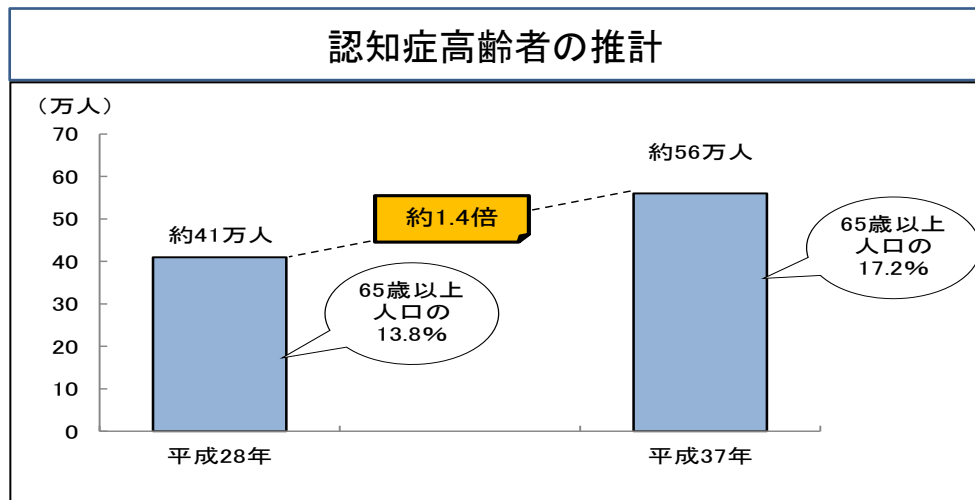 認知症高齢者の推計
（万人）
70
60
50
40
30
20
10
0
約41万人
約1.4倍
約56万人
65歳以上
人口の
13.8%
65歳以上
人口の
17.2%
平成28年
平成37年